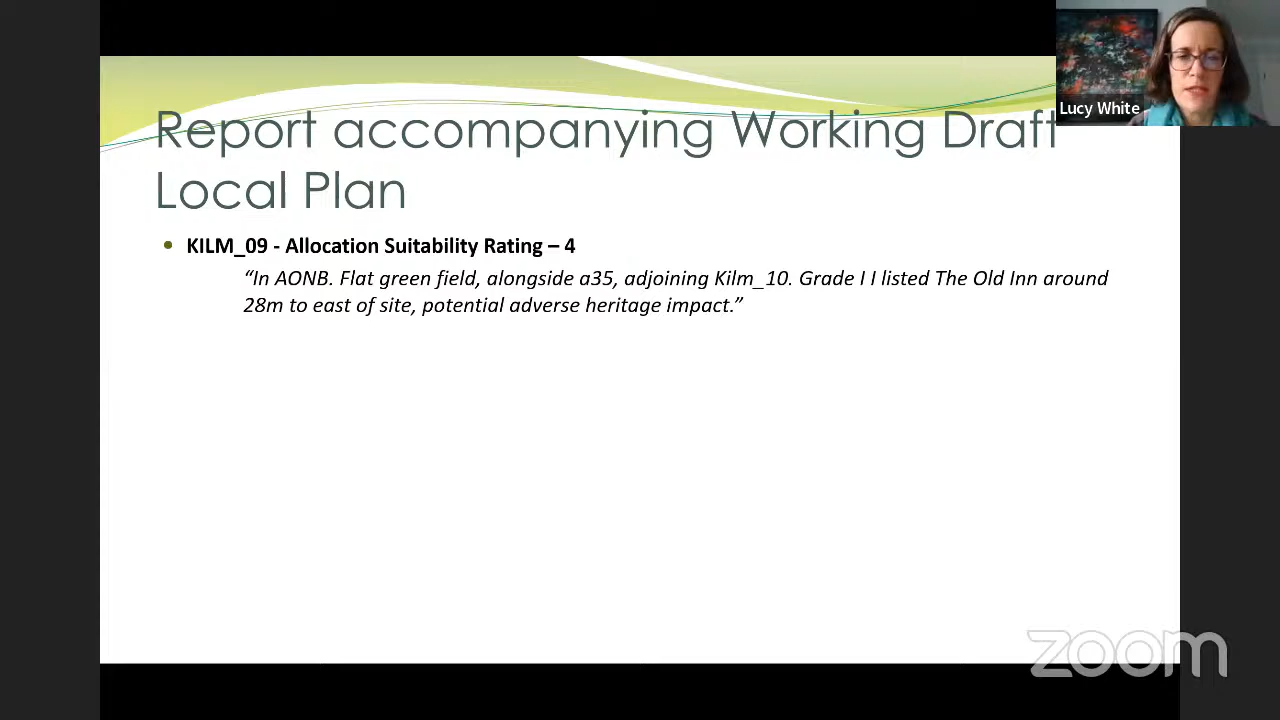 Report accompanying Working Draft
Local Plan
Lucy White
• KILM_09 - Allocation Suitability Rating – 4
“In AONB. Flat green field, alongside a35, adjoining Kilm_10. Grade I I listed The Old Inn around
28m to east of site, potential adverse heritage impact.”
zoom